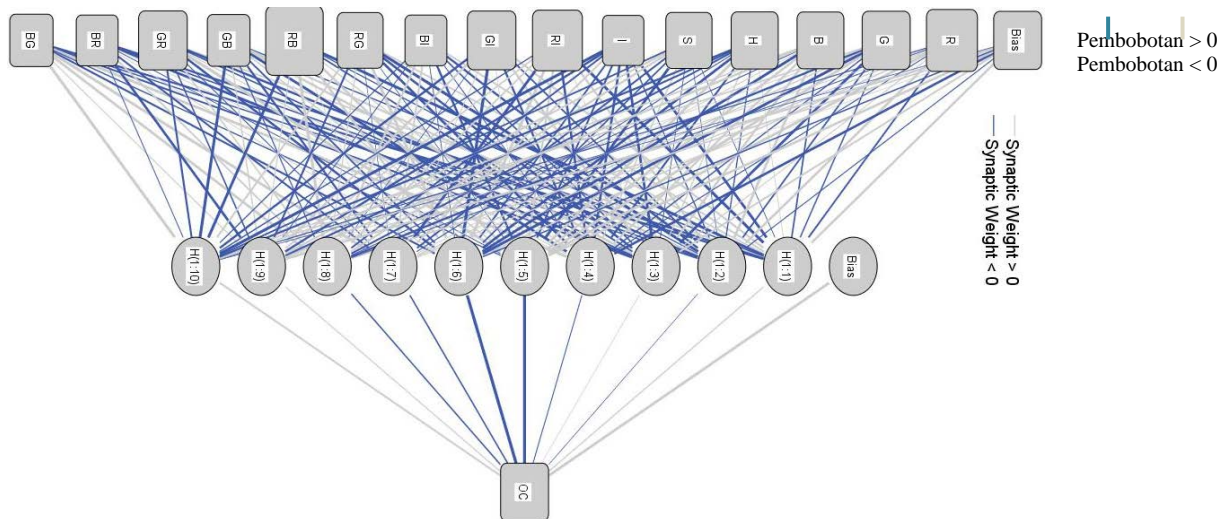 BG
BR
GR
GB
RB
RG
BI
GI
RI
I
S
H
B
G
R
Bias
Pembobotan > 0
Pembobotan < 0
Synaptic Weight > 0
Synaptic Weight < 0
H(1:10)
H(1:9)
H(1:8)
H(1:7)
H(1:6)
H(1:5)
H(1:4)
H(1:3)
H(1:2)
H(1:1)
Bias
OC